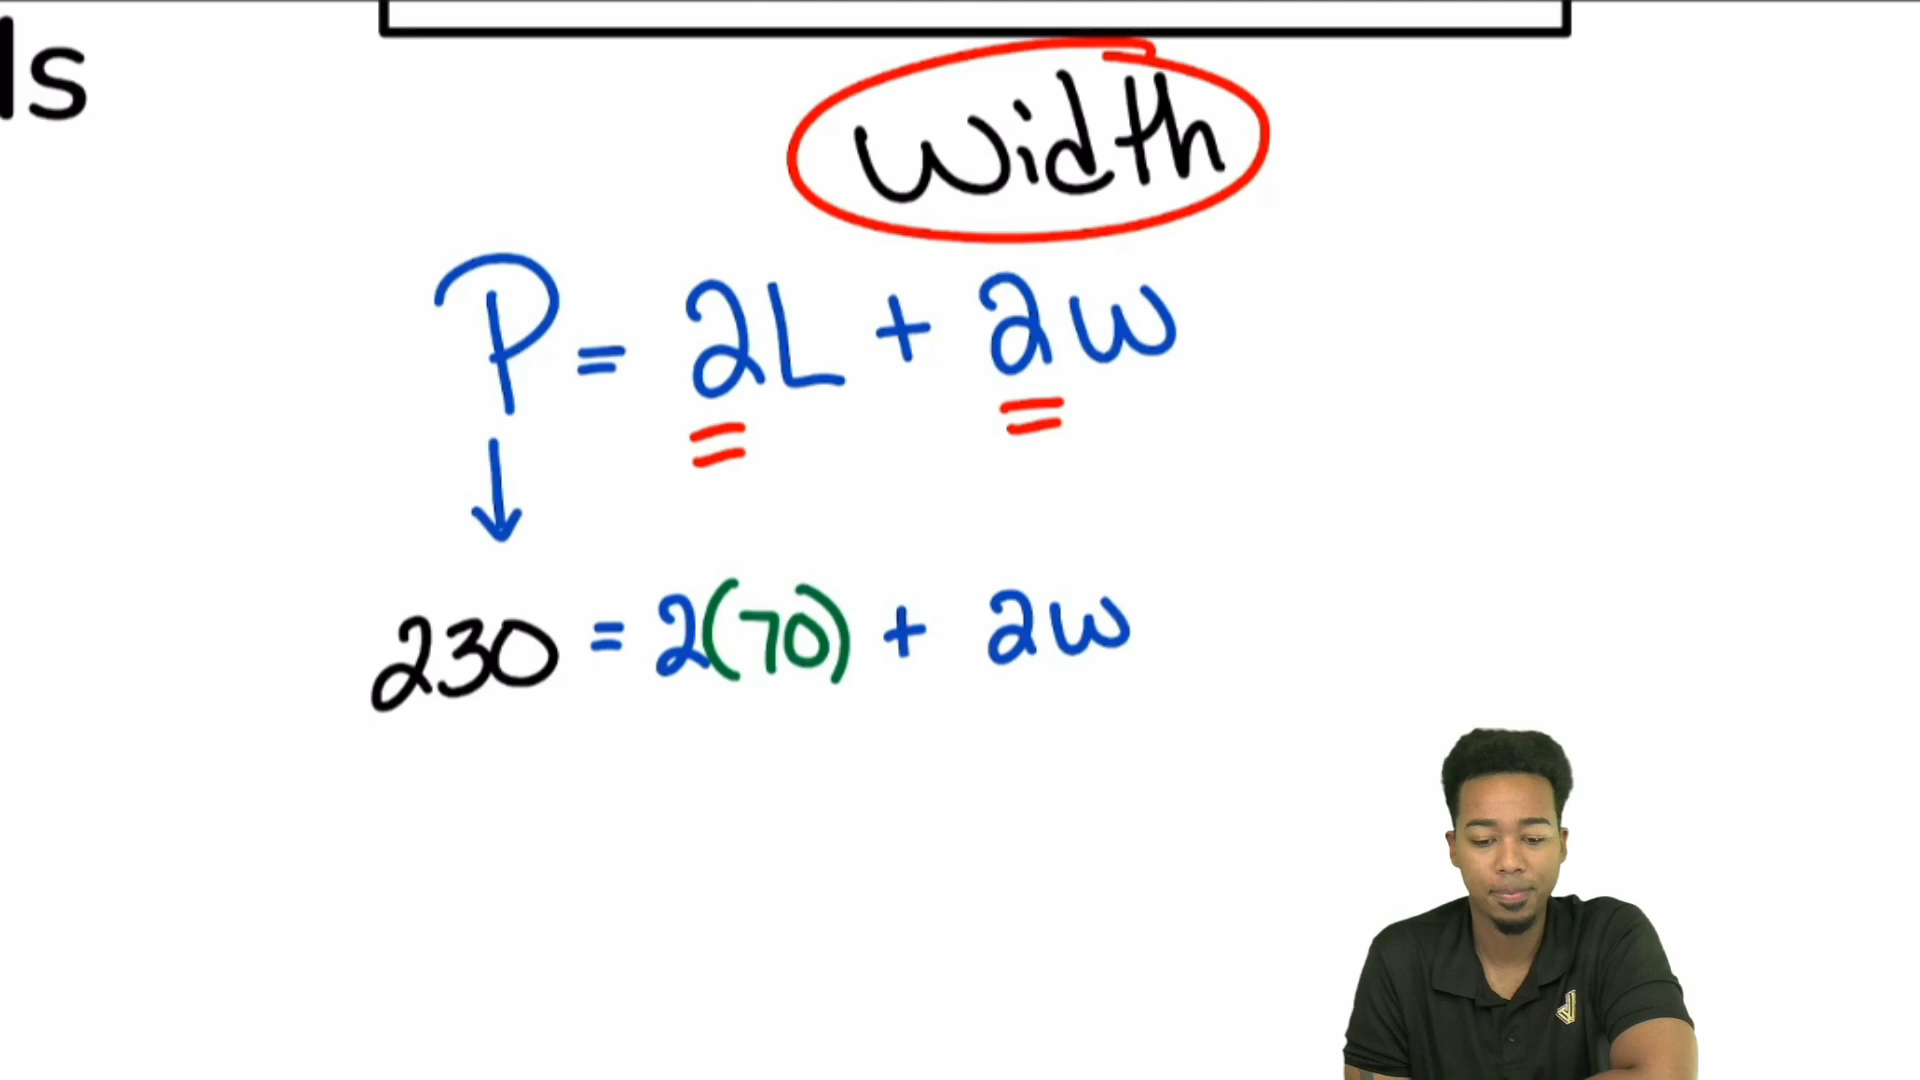 ls
Width
P = 2L + 2w
230 = 2(70) + 2w